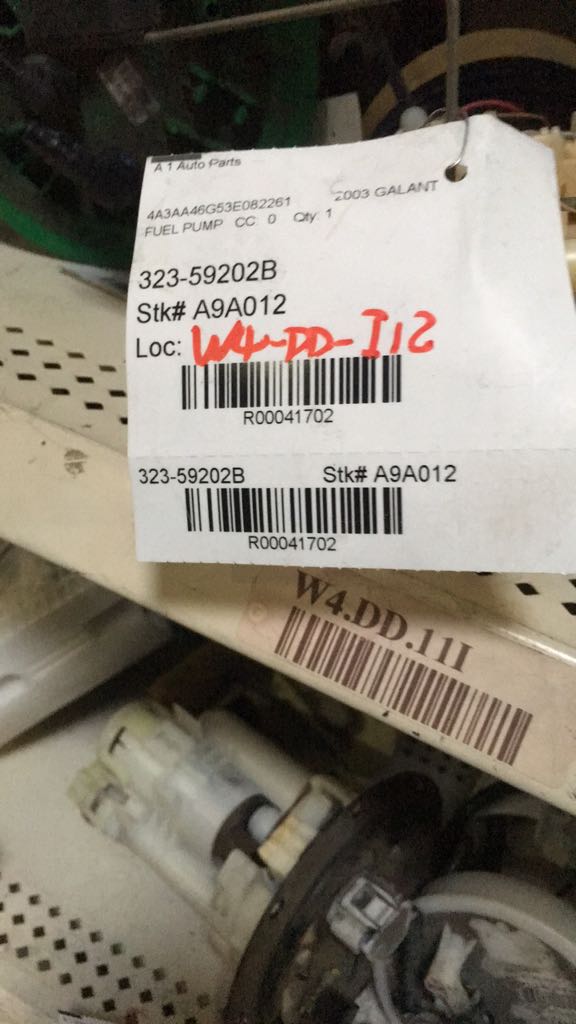 A 1 Auto Parts
4A3AA46G53E082261 2003 GALANT
FUEL PUMP CC: 0 Qty: 1
323-59202B
Stk# A9A012
Loc: W4-DD-I12
R00041702
323-59202B Stk# A9A012
R00041702
W4.DD.11I